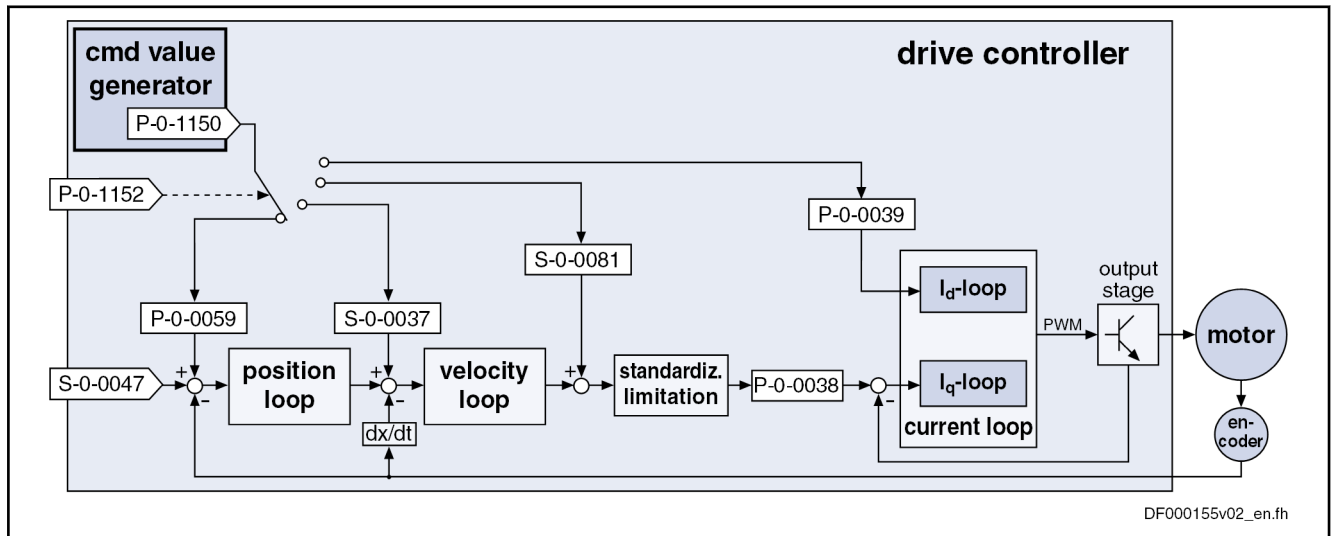 cmd value
generator
drive controller
P-0-1150
P-0-1152
P-0-0039
S-0-0081
output
stage
I_d-loop
P-0-0059
S-0-0037
PWM
motor
+
S-0-0047
-
position
loop
+
-
velocity
loop
+
standardiz.
limitation
P-0-0038
-
I_q-loop
current loop
dx/dt
en-
coder
DF000155v02_en.fh